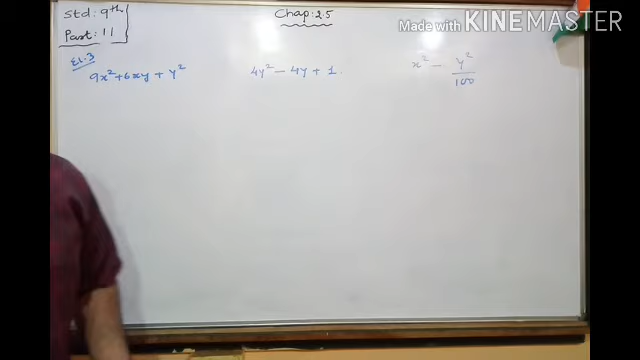 Std: 9th
Part: 11
Chap: 2.5
Made with KINEMASTER
Ex.3
9x² + 6xy + y²
4y² - 4y + 1.
x² - y²/100